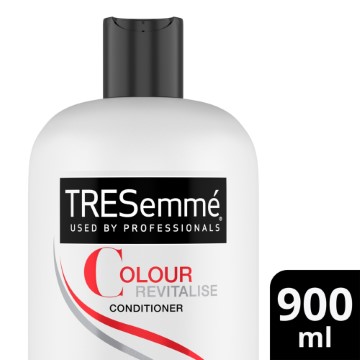 TRESemmé®
USED BY PROFESSIONALS
COLOUR
REVITALISE
CONDITIONER
900
ml